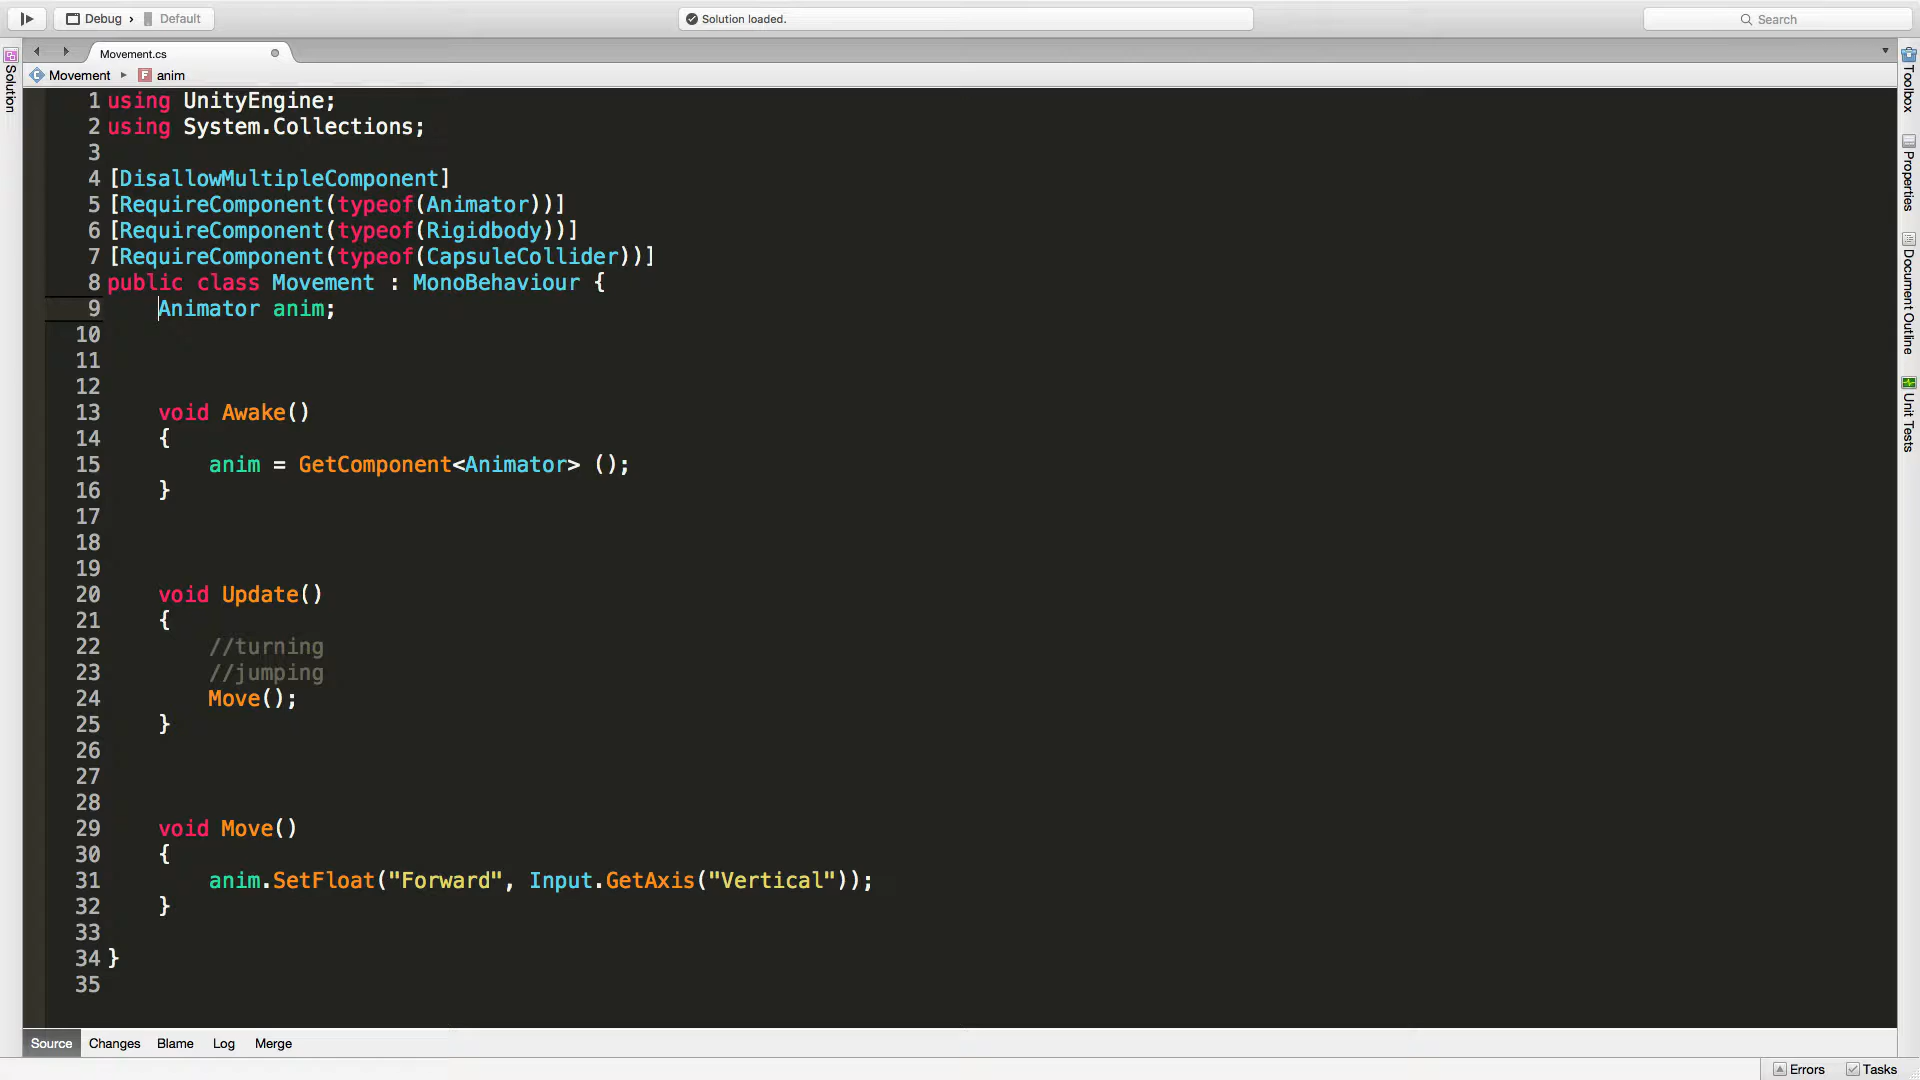 Debug › Default
Solution loaded.
Search
Solution
Movement.cs
Movement ▸ anim
1 using UnityEngine;
2 using System.Collections;
3
4 [DisallowMultipleComponent]
5 [RequireComponent(typeof(Animator))]
6 [RequireComponent(typeof(Rigidbody))]
7 [RequireComponent(typeof(CapsuleCollider))]
8 public class Movement : MonoBehaviour {
9     Animator anim;
10
11
12
13     void Awake()
14     {
15         anim = GetComponent<Animator> ();
16     }
17
18
19
20     void Update()
21     {
22         //turning
23         //jumping
24         Move();
25     }
26
27
28
29     void Move()
30     {
31         anim.SetFloat("Forward", Input.GetAxis("Vertical"));
32     }
33
34 }
35
Toolbox
Properties
Document Outline
Unit Tests
Source Changes Blame Log Merge
Errors Tasks